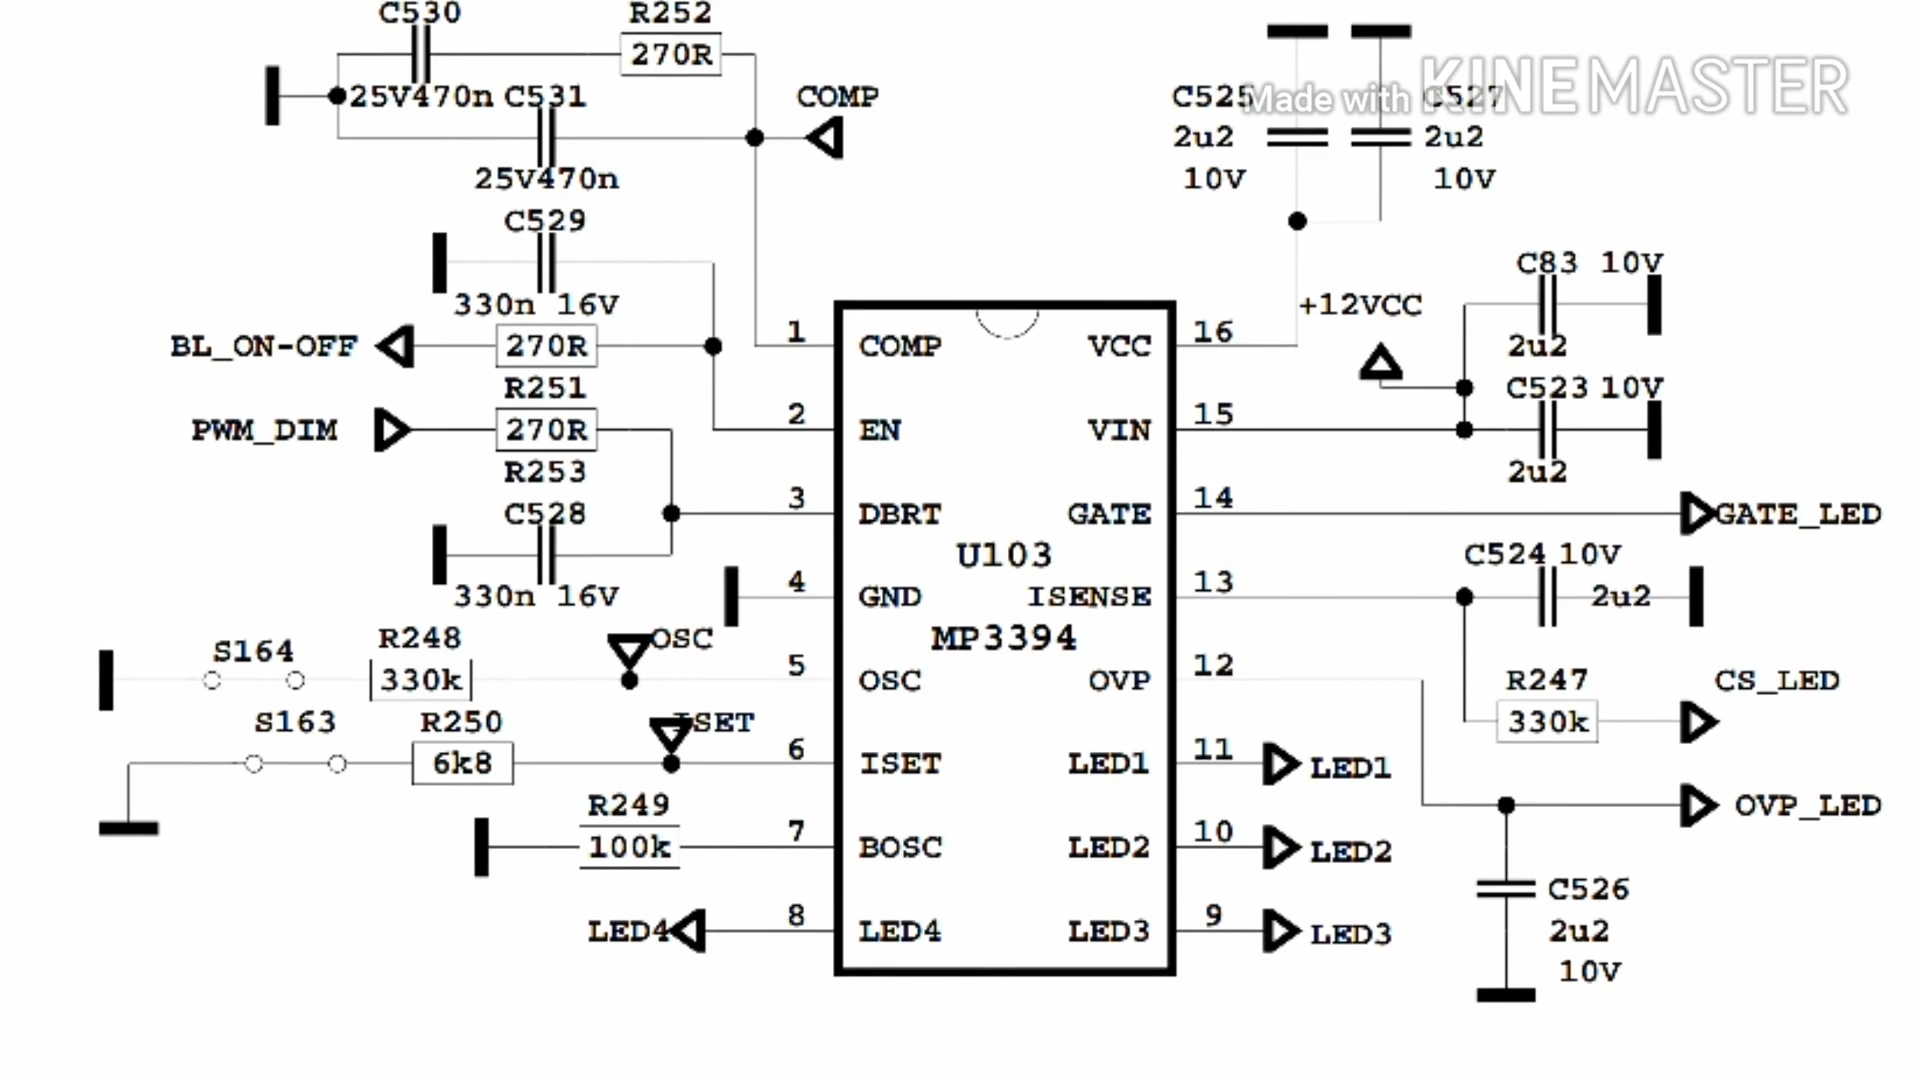 C530
R252
270R
25V470n
C531
COMP
25V470n
C529
330n 16V
BL_ON-OFF
270R
R251
PWM_DIM
270R
R253
C528
330n 16V
S164
R248
330k
OSC
S163
R250
6k8
ISET
R249
100k
LED4
1
2
3
4
5
6
7
8
COMP
EN
DBRT
GND
OSC
ISET
BOSC
LED4
U103
MP3394
VCC
VIN
GATE
ISENSE
OVP
LED1
LED2
LED3
16
15
14
13
12
11
10
9
C525
2u2
10V
C527
2u2
10V
Made with KINEMASTER
+12VCC
C83 10V
2u2
C523 10V
2u2
GATE_LED
C524 10V
2u2
R247
330k
CS_LED
OVP_LED
LED1
LED2
LED3
C526
2u2
10V